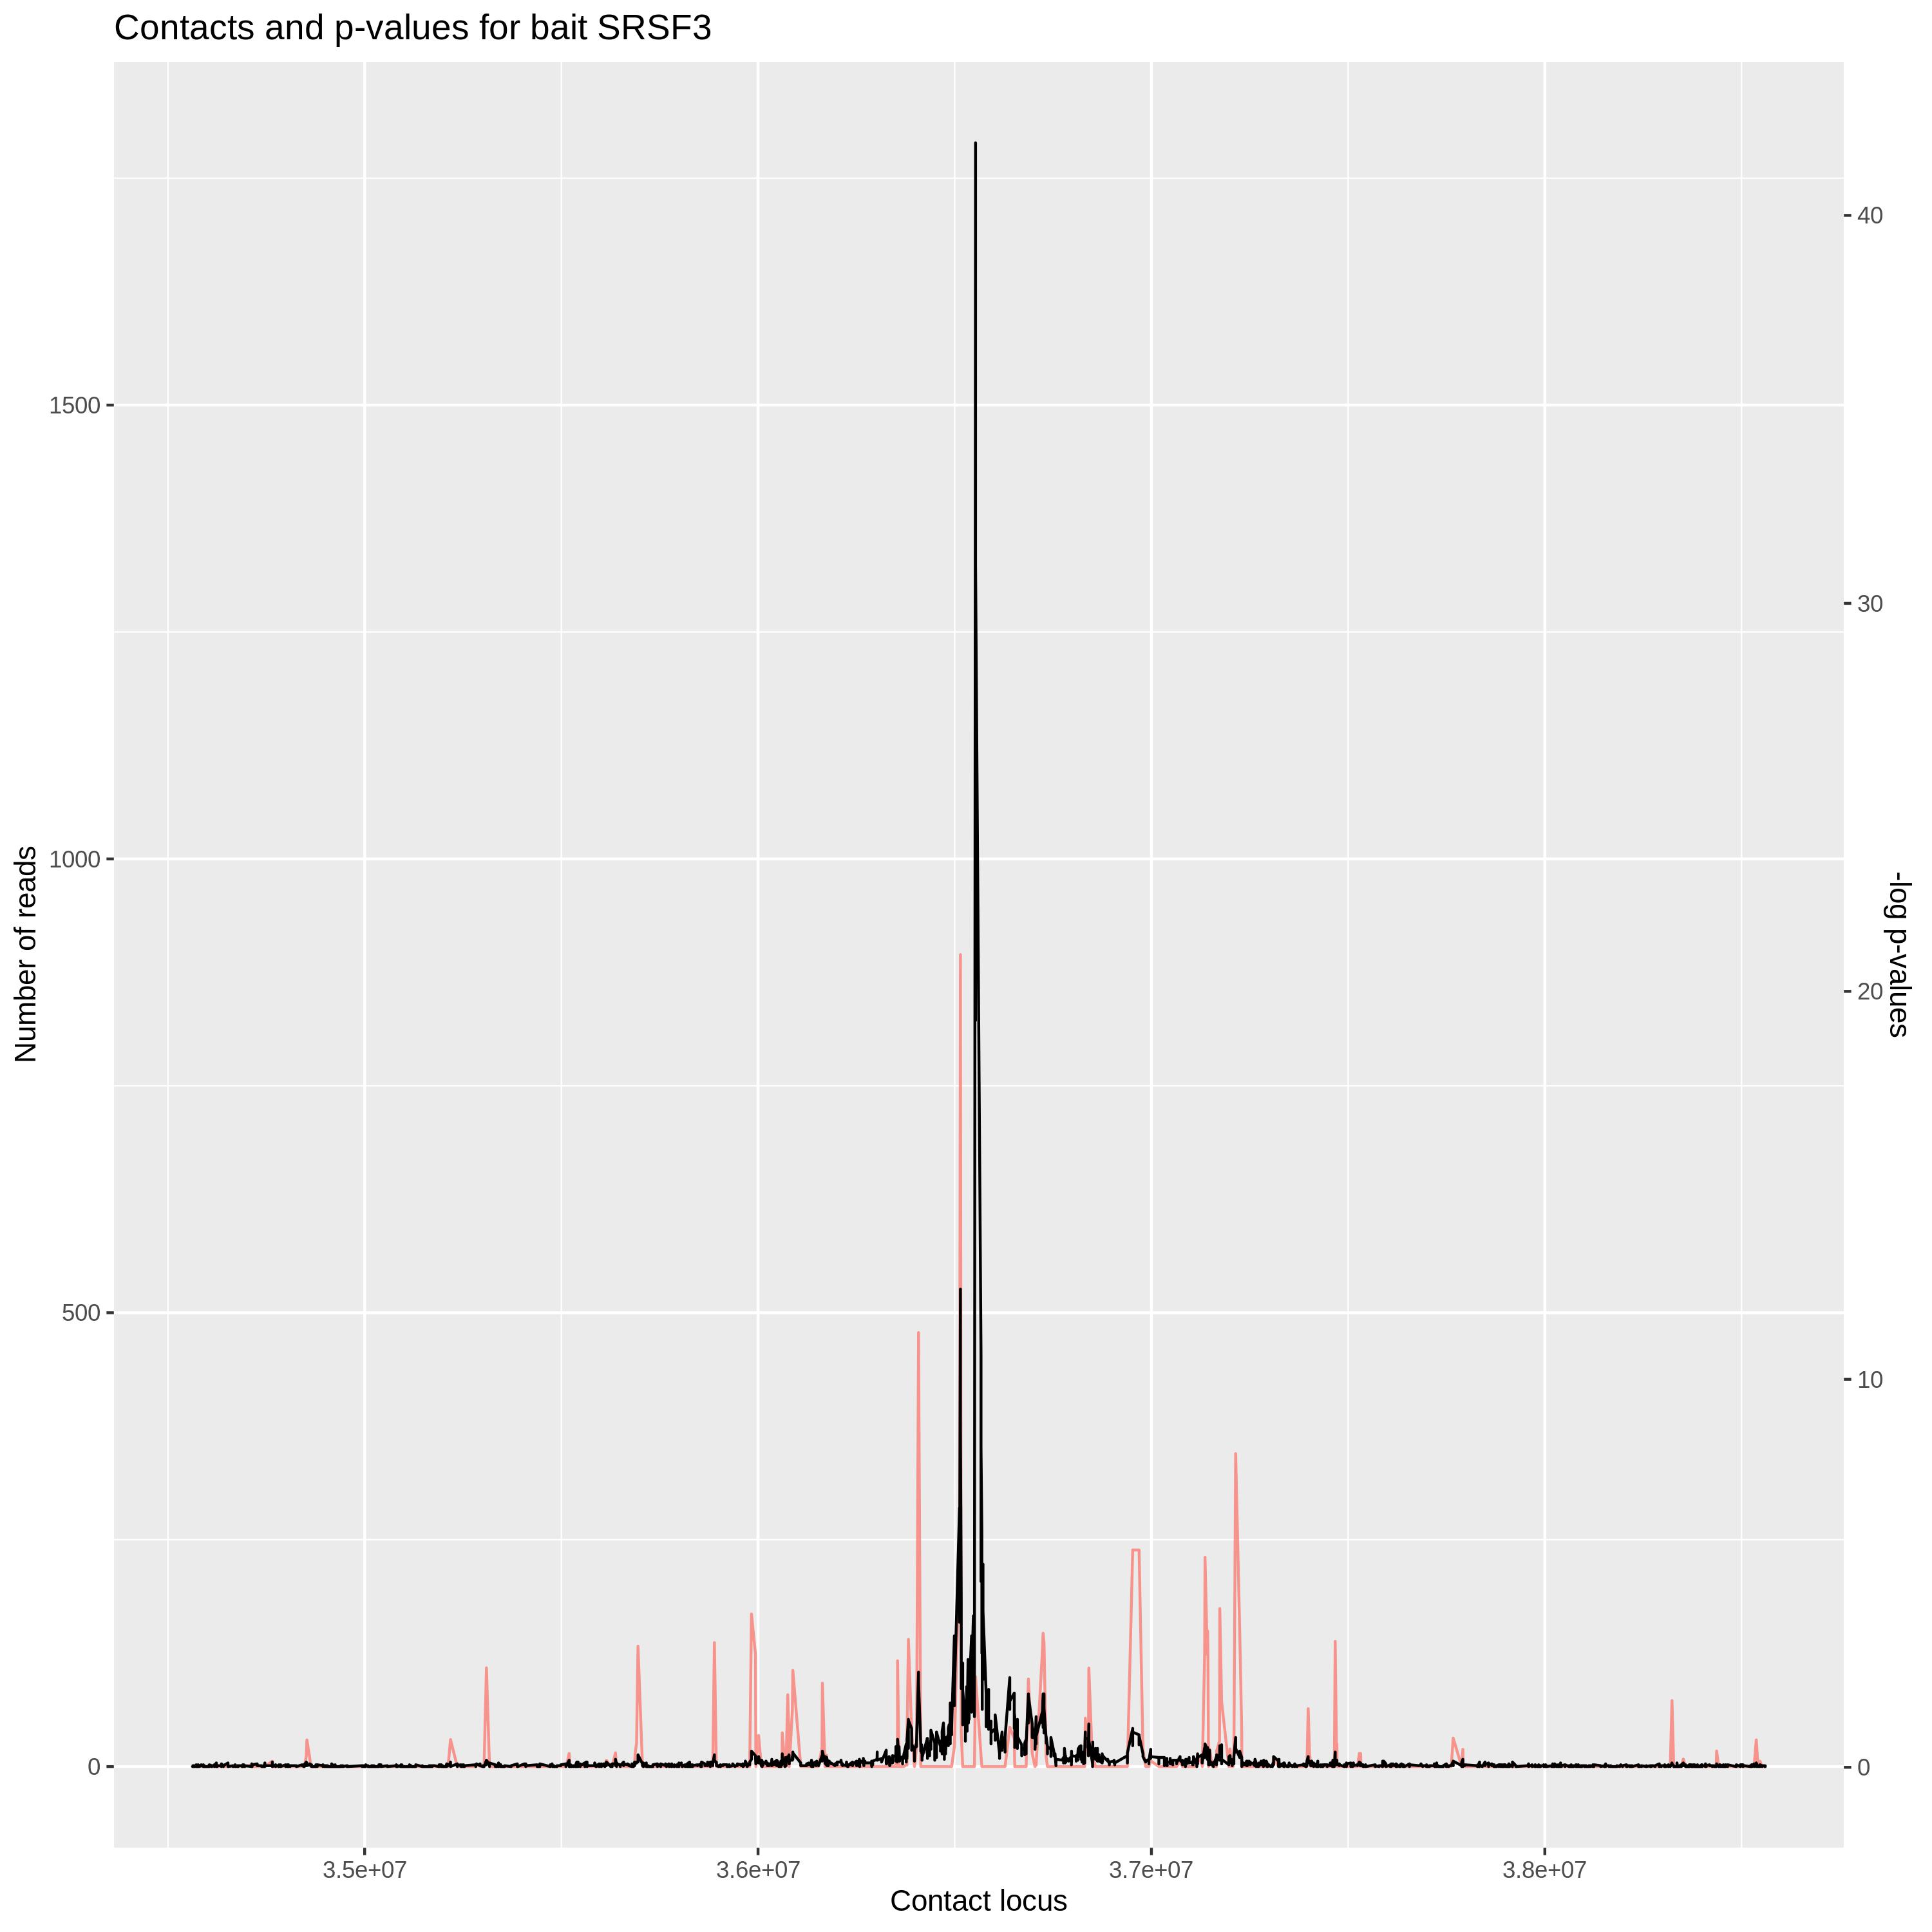 Contacts and p-values for bait SRSF3
Number of reads
1500
1000
500
0
40
30
20
10
0
-log p-values
3.5e+07
3.6e+07
3.7e+07
3.8e+07
Contact locus